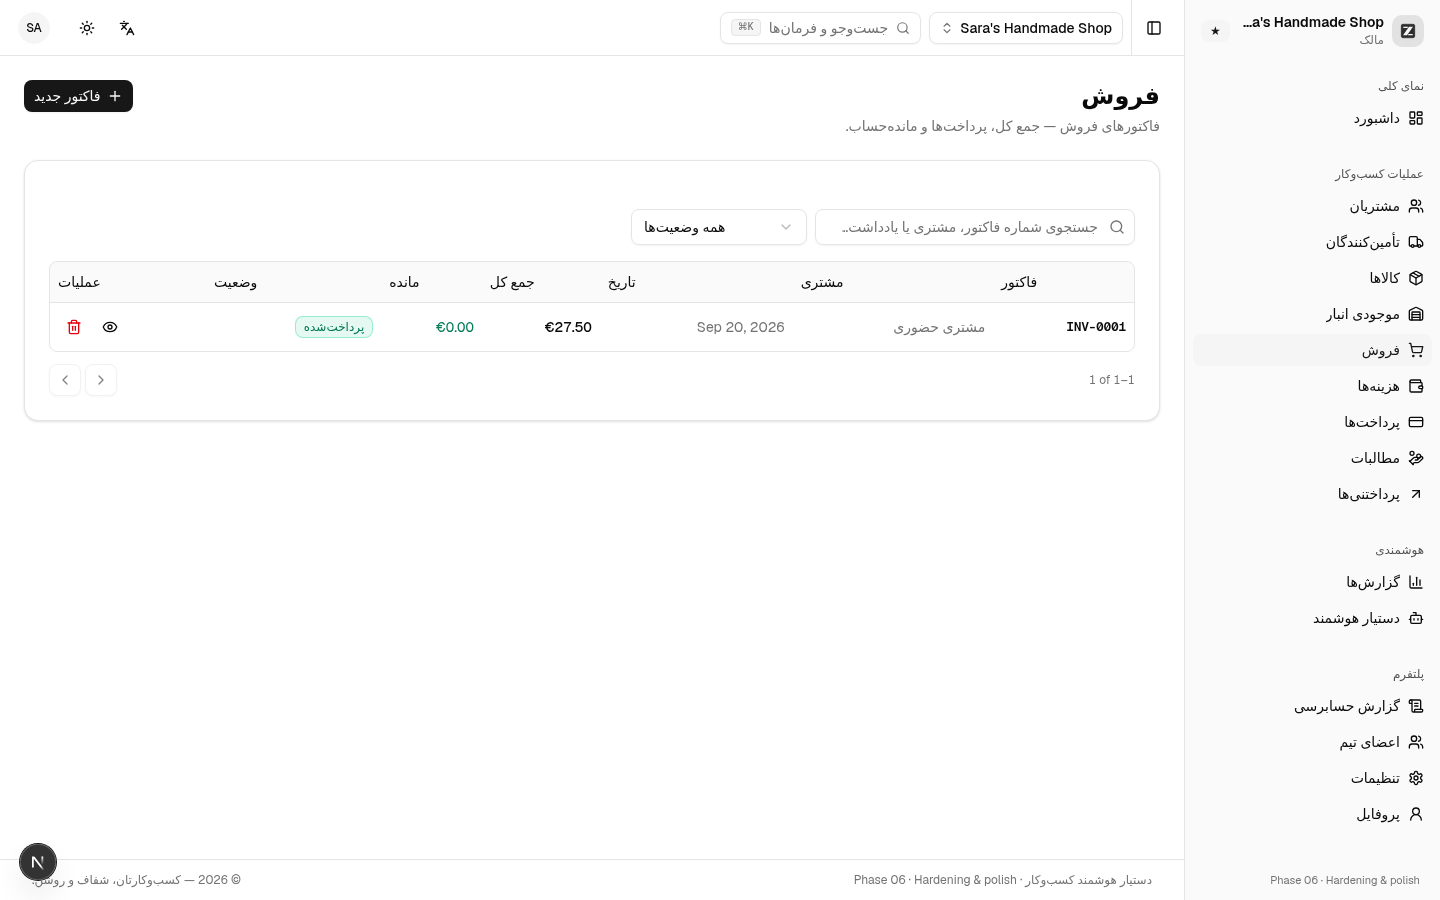 ...a's Handmade Shop
مالک
★
Sara's Handmade Shop
جست‌وجو و فرمان‌ها
⌘K
SA
نمای کلی
داشبورد
عملیات کسب‌وکار
مشتریان
تأمین‌کنندگان
کالاها
موجودی انبار
فروش
هزینه‌ها
پرداخت‌ها
مطالبات
پرداختنی‌ها
هوشمندی
گزارش‌ها
دستیار هوشمند
پلتفرم
گزارش حسابرسی
اعضای تیم
تنظیمات
پروفایل
Phase 06 · Hardening & polish
فروش
فاکتورهای فروش — جمع کل، پرداخت‌ها و مانده‌حساب.
فاکتور جدید
جستجوی شماره فاکتور، مشتری یا یادداشت...
همه وضعیت‌ها
فاکتور مشتری تاریخ جمع کل مانده وضعیت عملیات
INV-0001 مشتری حضوری Sep 20, 2026 €27.50 €0.00 پرداخت‌شده
1 of 1–1
دستیار هوشمند کسب‌وکار · Phase 06 · Hardening & polish
© 2026 — کسب‌وکارتان، شفاف و روشن.
N